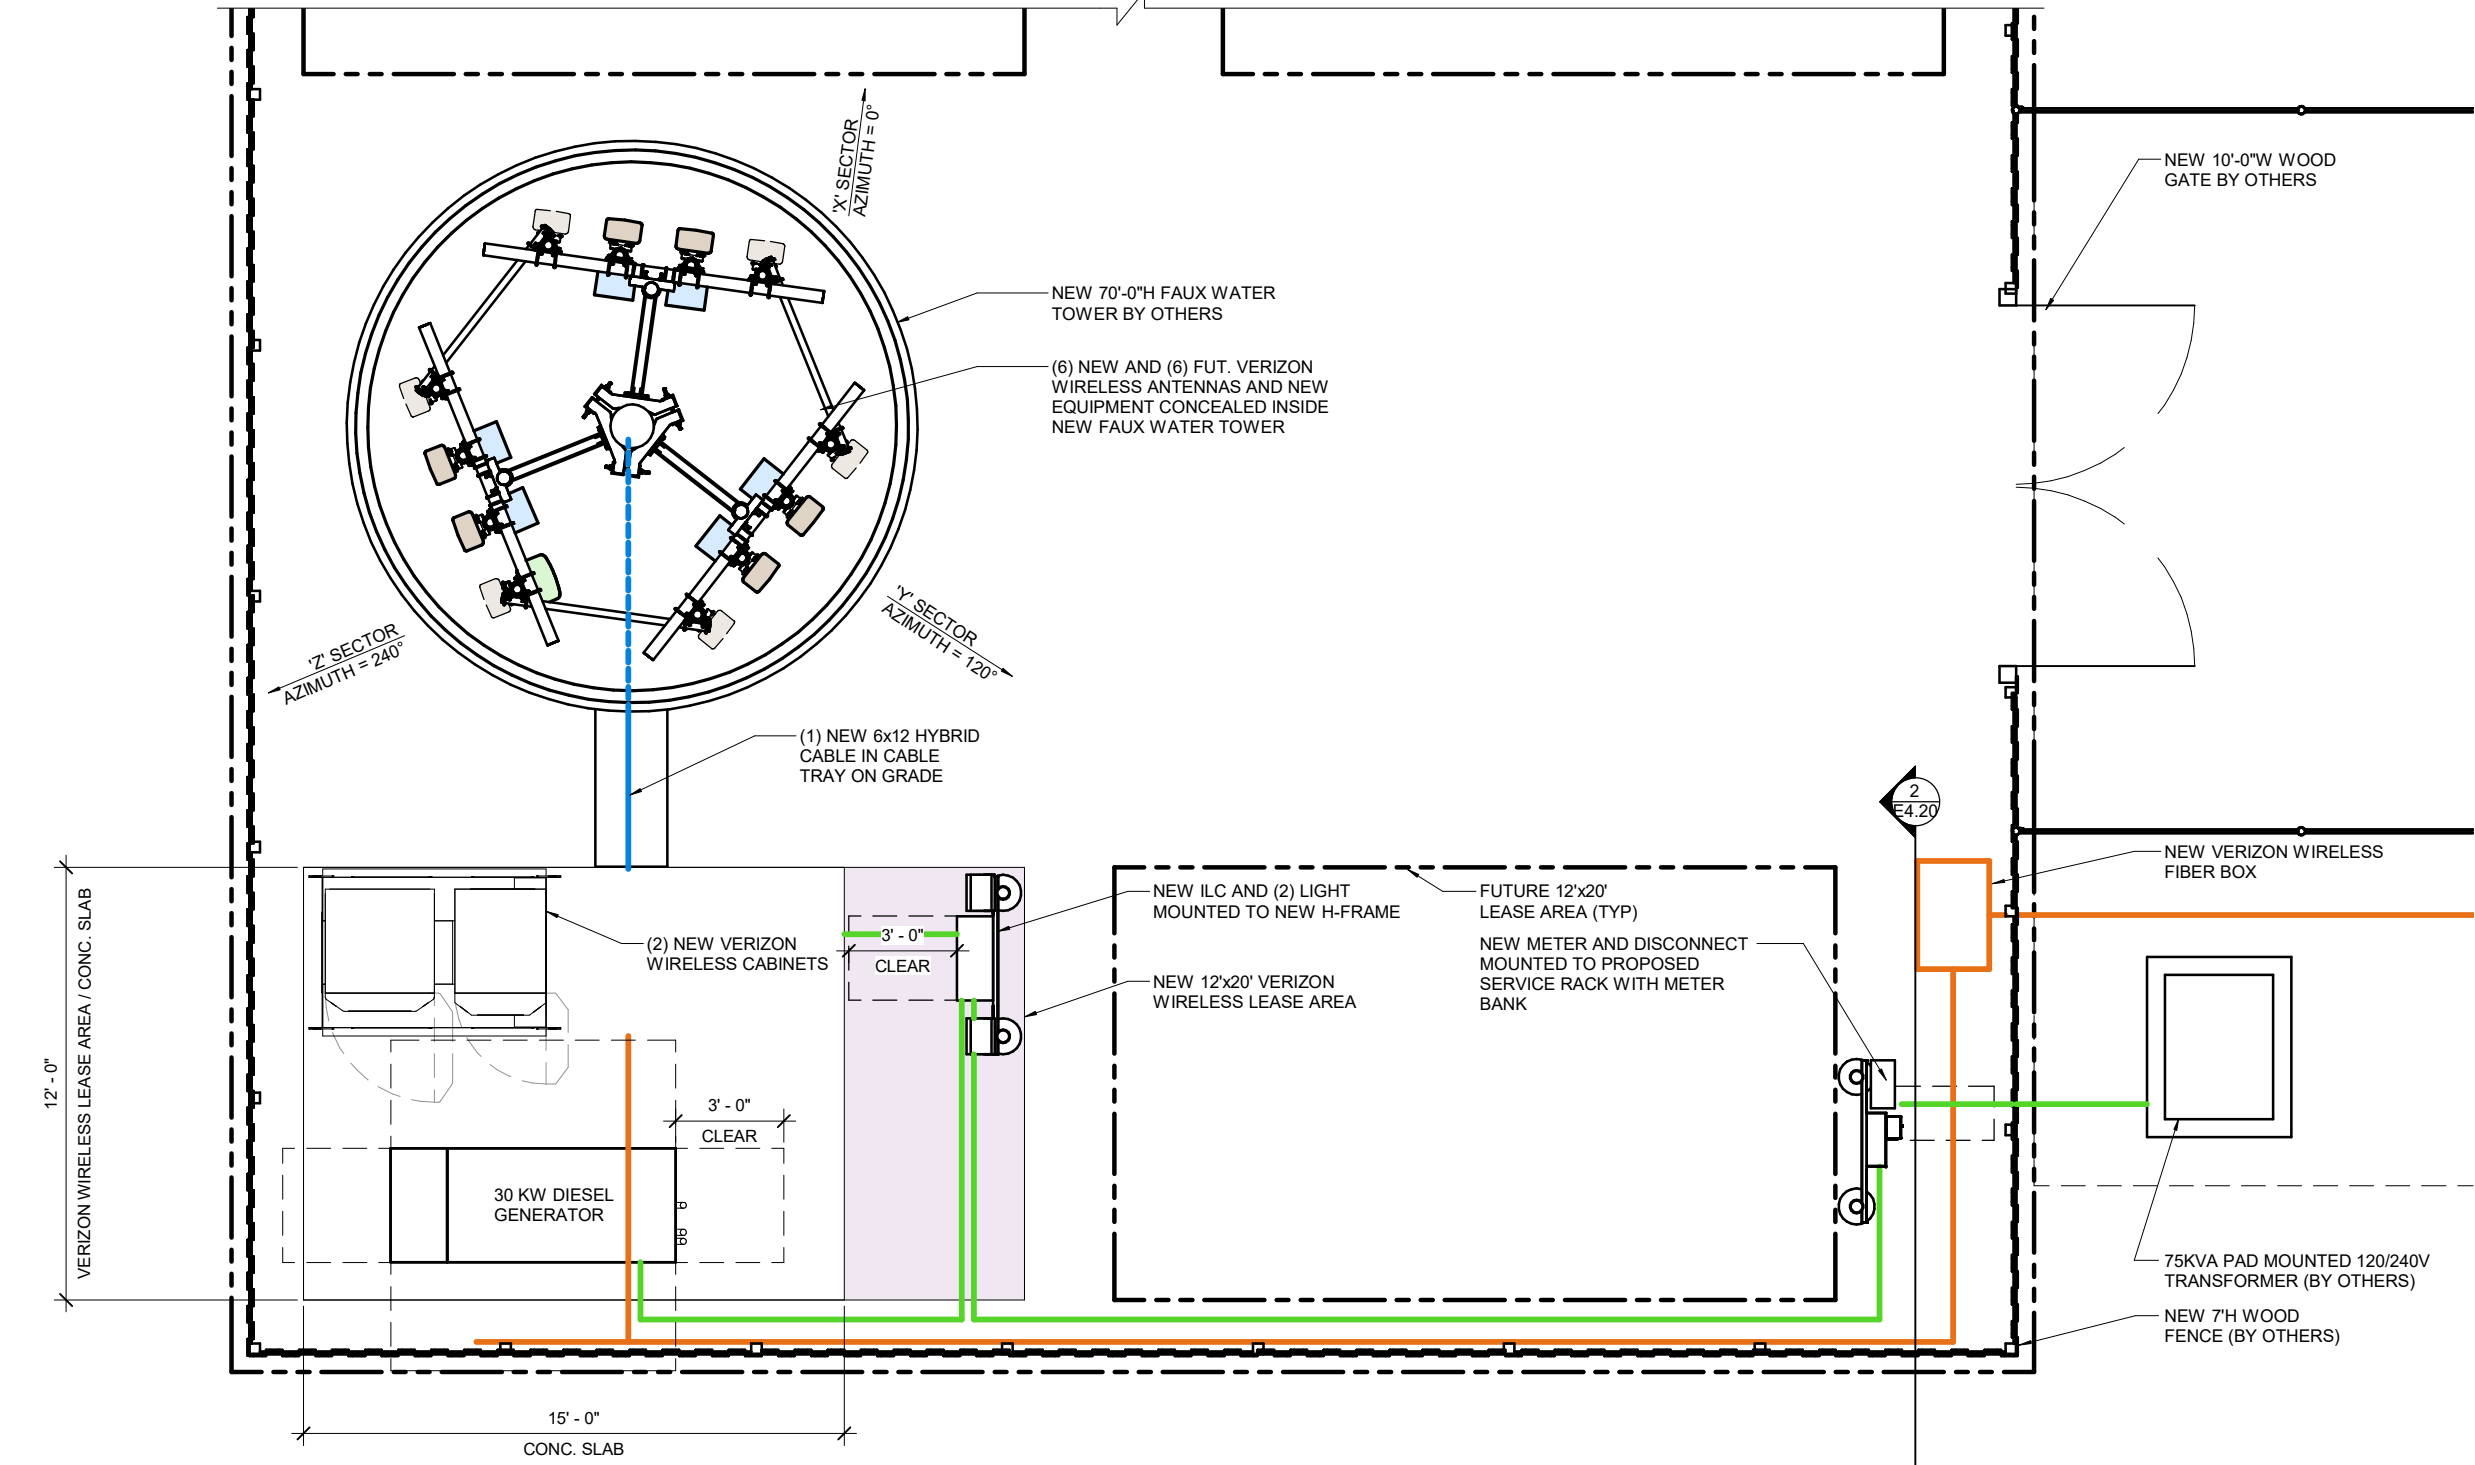 'X' SECTOR
AZIMUTH = 0°
NEW 10'-0"W WOOD
GATE BY OTHERS
NEW 70'-0"H FAUX WATER
TOWER BY OTHERS
(6) NEW AND (6) FUT. VERIZON
WIRELESS ANTENNAS AND NEW
EQUIPMENT CONCEALED INSIDE
NEW FAUX WATER TOWER
'Y' SECTOR
AZIMUTH = 120°
'Z' SECTOR
AZIMUTH = 240°
(1) NEW 6x12 HYBRID
CABLE IN CABLE
TRAY ON GRADE
2
E4.20
NEW VERIZON WIRELESS
FIBER BOX
NEW ILC AND (2) LIGHT
MOUNTED TO NEW H-FRAME
FUTURE 12'x20'
LEASE AREA (TYP)
(2) NEW VERIZON
WIRELESS CABINETS
3' - 0"
CLEAR
NEW METER AND DISCONNECT
MOUNTED TO PROPOSED
SERVICE RACK WITH METER
BANK
NEW 12'x20' VERIZON
WIRELESS LEASE AREA
12' - 0"
VERIZON WIRELESS LEASE AREA / CONC. SLAB
3' - 0"
CLEAR
30 KW DIESEL
GENERATOR
75KVA PAD MOUNTED 120/240V
TRANSFORMER (BY OTHERS)
NEW 7'H WOOD
FENCE (BY OTHERS)
15' - 0"
CONC. SLAB